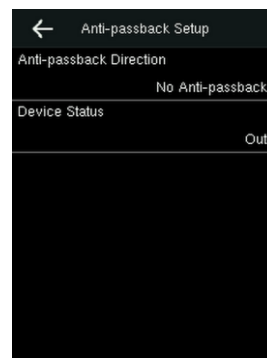 Anti-passback Setup
Anti-passback Direction
No Anti-passback
Device Status
Out